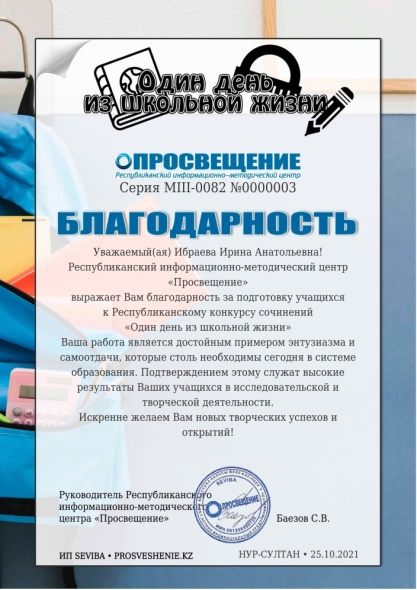 Один день
из школьной жизни
ПРОСВЕЩЕНИЕ
Республиканский информационно-методический центр
Серия МIII-0082 №0000003
БЛАГОДАРНОСТЬ
Уважаемый(ая) Ибраева Ирина Анатольевна!
Республиканский информационно-методический центр
«Просвещение»
выражает Вам благодарность за подготовку учащихся
к Республиканскому конкурсу сочинений
«Один день из школьной жизни»
Ваша работа является достойным примером энтузиазма и
самоотдачи, которые столь необходимы сегодня в системе
образования. Подтверждением этому служат высокие
результаты Ваших учащихся в исследовательской и
творческой деятельности.
Искренне желаем Вам новых творческих успехов и
открытий!
Руководитель Республиканского
информационно-методического
центра «Просвещение»
SEVIBA
ПРОСВЕЩЕНИЕ
Баезов С.В.
ИП SEVIBA • PROSVESHENIE.KZ
НУР-СУЛТАН • 25.10.2021